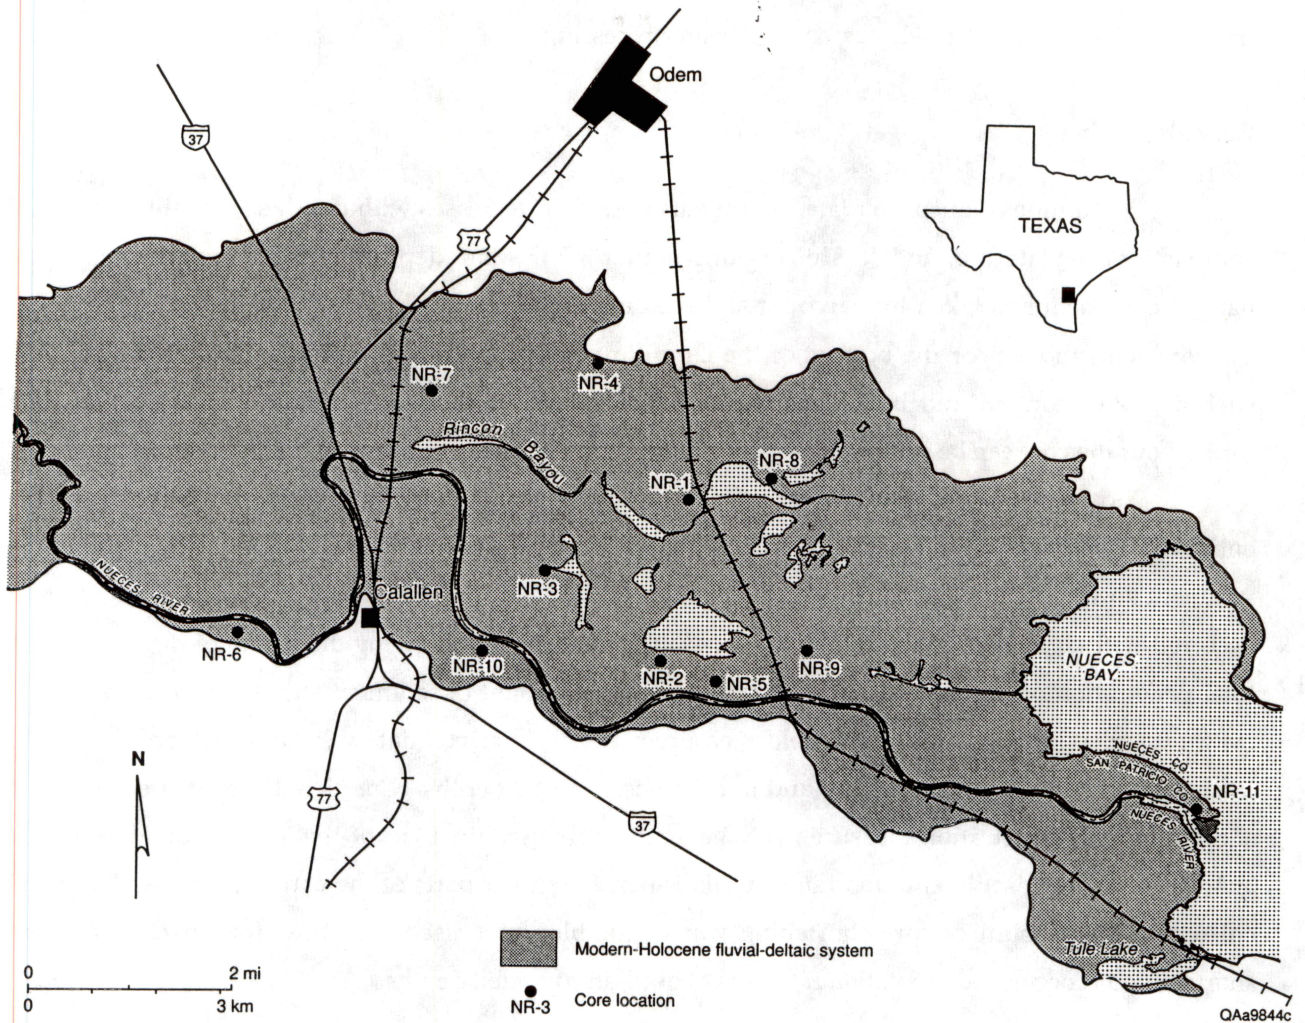 Odem
37
77
TEXAS
NR-7
NR-4
Rincon Bayou
NR-8
NR-1
NR-3
NUECES RIVER
Calallen
NR-6
NR-10
NR-2
NR-5
NR-9
NUECES
BAY
N
NUECES CO
SAN PATRICIO CO
NR-11
NUECES RIVER
77
37
Tule Lake
Modern-Holocene fluvial-deltaic system
0 2 mi
0 3 km
NR-3 Core location
QAa9844c